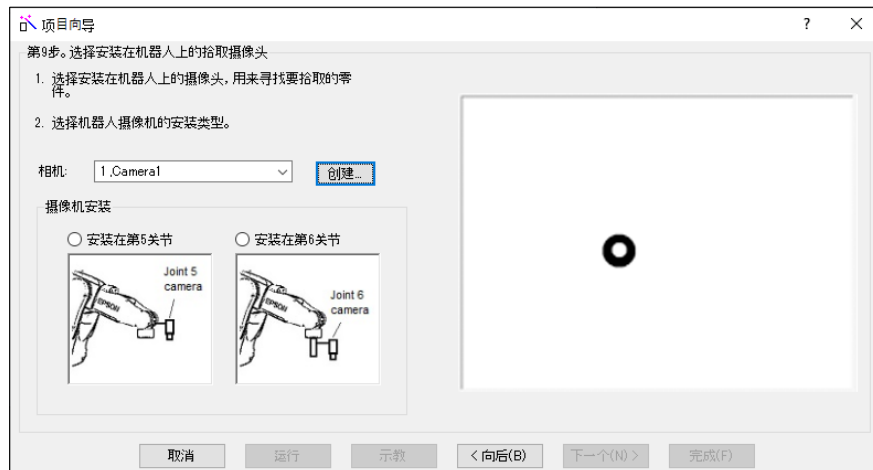 项目向导
第9步。选择安装在机器人上的拾取摄像头
1. 选择安装在机器人上的摄像头，用来寻找要拾取的零
件。
2. 选择机器人摄像机的安装类型。
相机:
1,Camera1
创建...
摄像机安装
安装在第5关节
安装在第6关节
Joint 5
camera
EPSON
Joint 6
camera
EPSON
取消
运行
示教
< 向后(B)
下一个(N) >
完成(F)